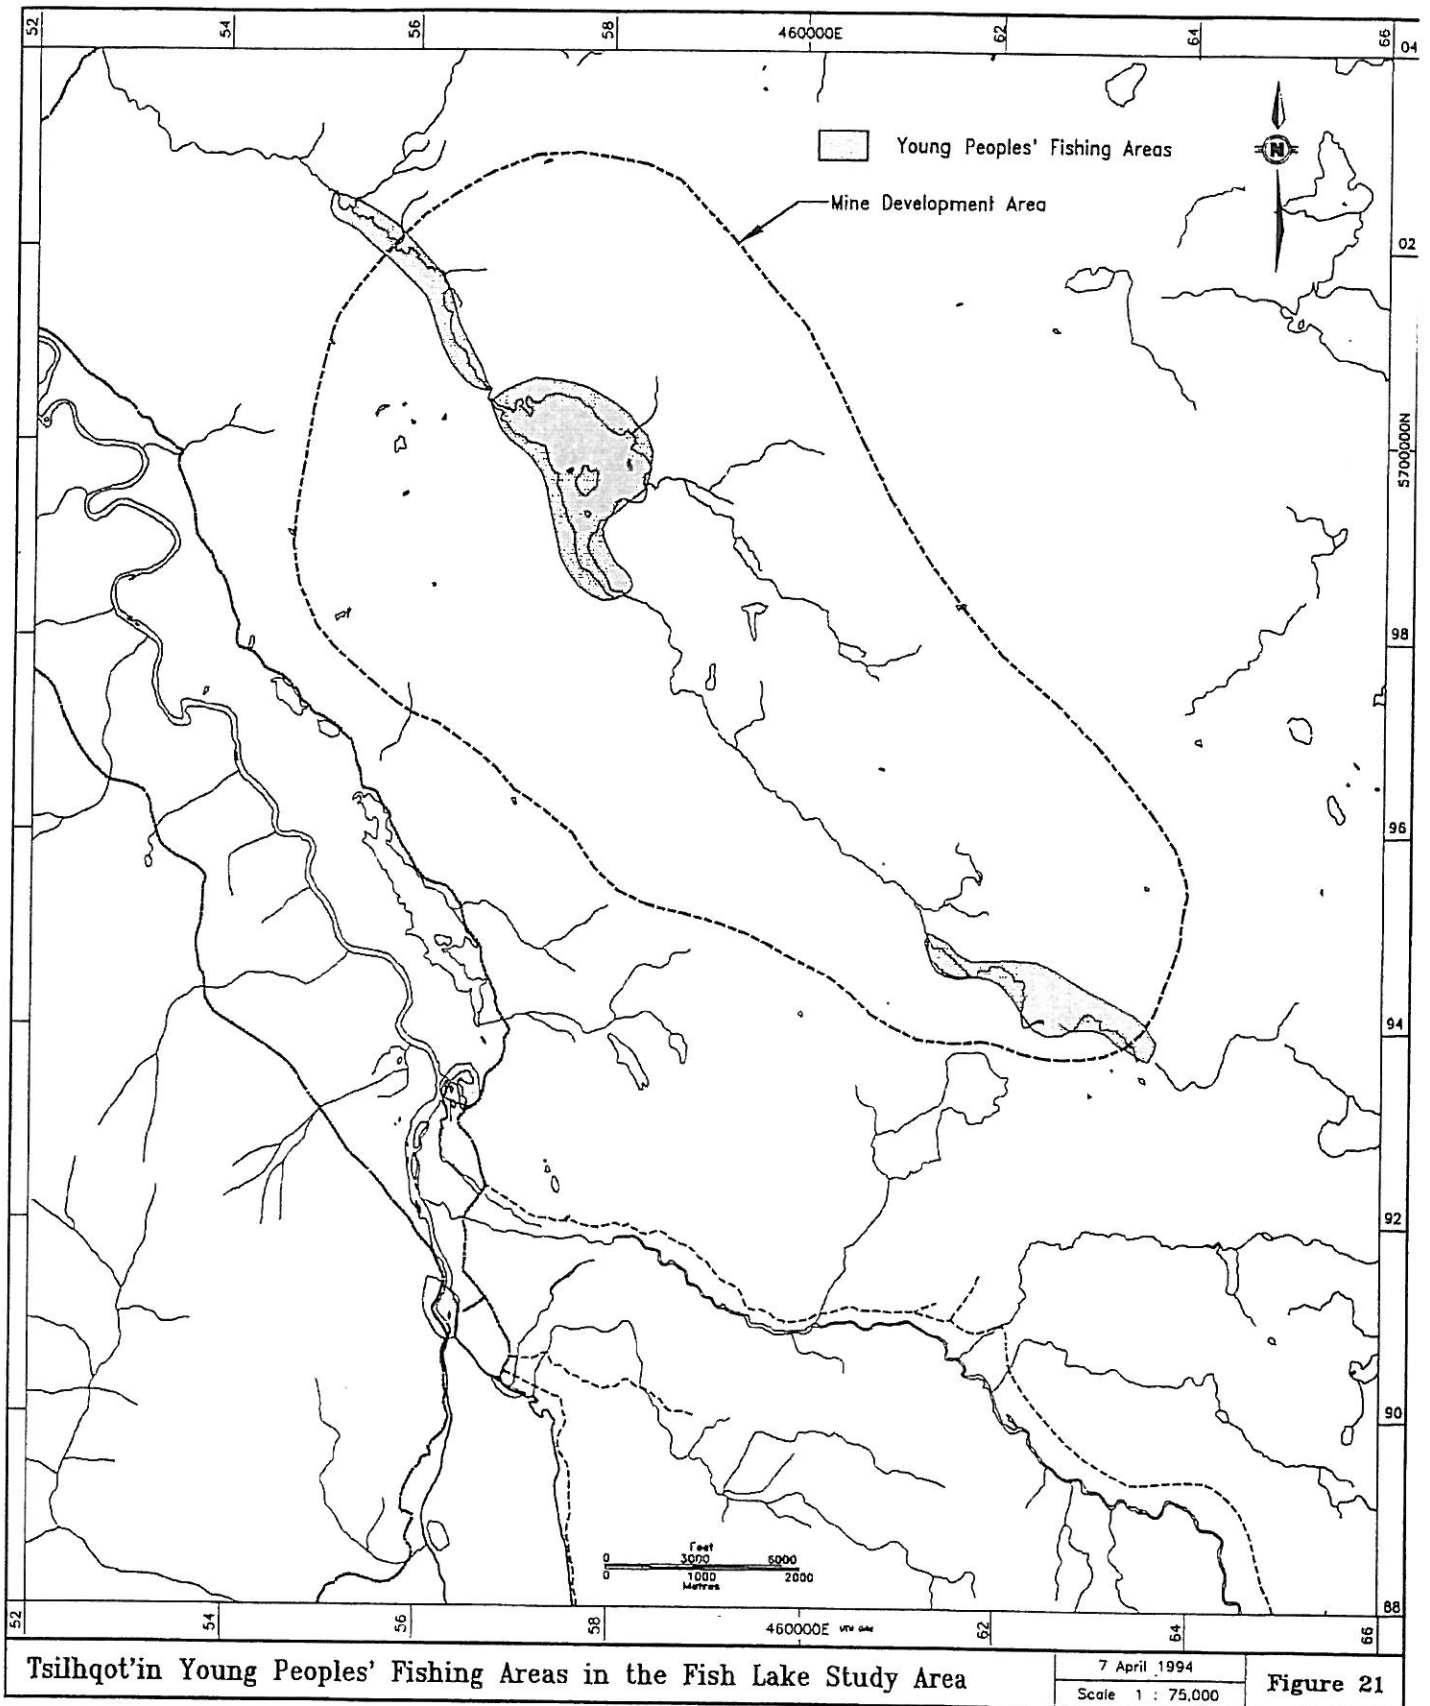 52
54
56
58
460000E
62
64
66
04
Young Peoples' Fishing Areas
N
Mine Development Area
02
5700000N
98
96
94
92
90
88
Feet
0 3000 6000
0 1000 2000
Metres
52
54
56
58
460000E
62
64
66
Tsilhqot'in Young Peoples' Fishing Areas in the Fish Lake Study Area
7 April 1994
Scale 1 : 75,000
Figure 21